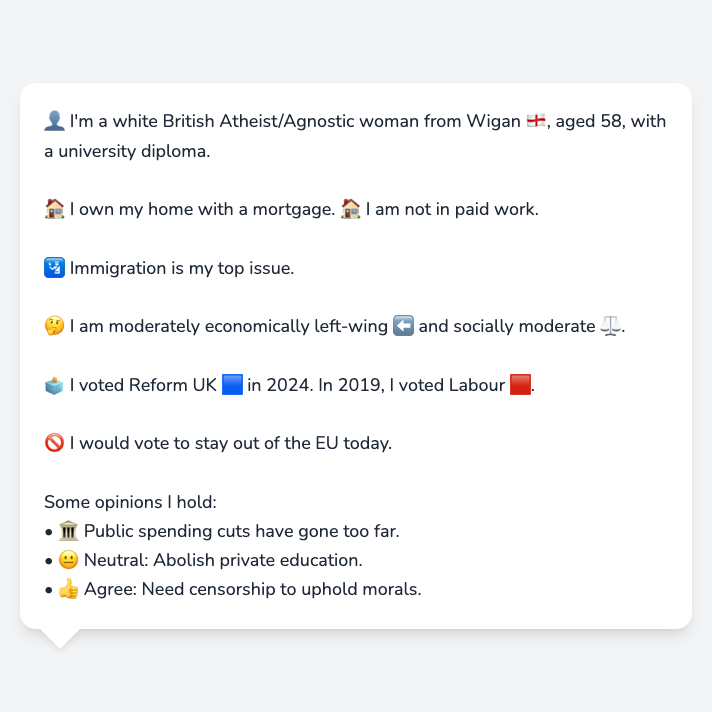 👤 I'm a white British Atheist/Agnostic woman from Wigan 🏴󠁧󠁢󠁥󠁮󠁧󠁿, aged 58, with
a university diploma.
🏠 I own my home with a mortgage. 🏠 I am not in paid work.
🛂 Immigration is my top issue.
🤔 I am moderately economically left-wing ⬅️ and socially moderate ⚖️.
🗳️ I voted Reform UK 🟦 in 2024. In 2019, I voted Labour 🟥.
🚫 I would vote to stay out of the EU today.
Some opinions I hold:
• 🏛️ Public spending cuts have gone too far.
• 😐 Neutral: Abolish private education.
• 👍 Agree: Need censorship to uphold morals.